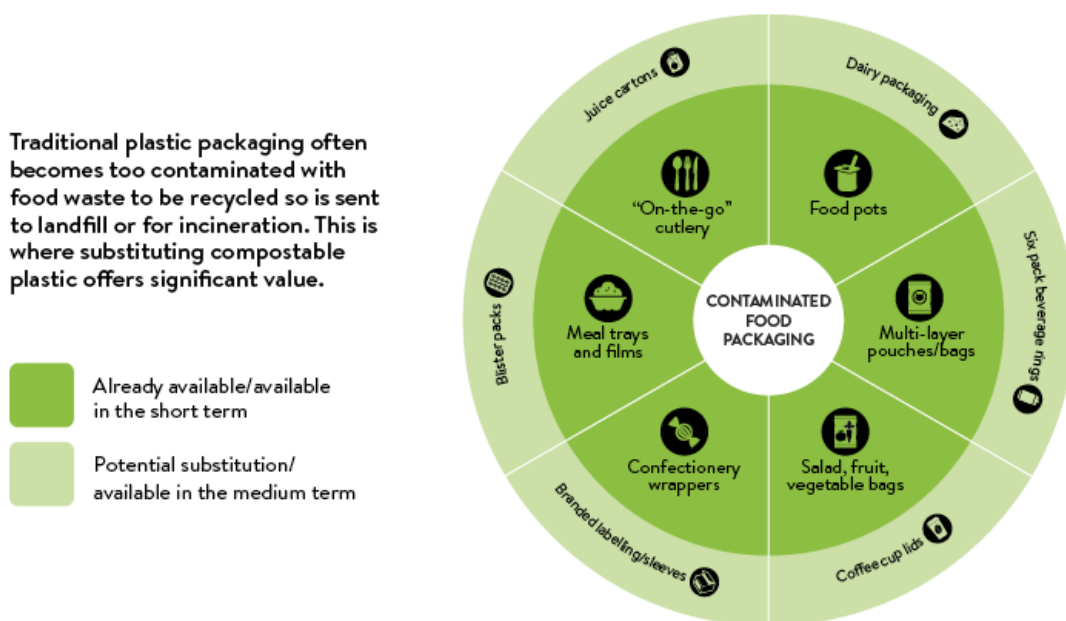 Traditional plastic packaging often
becomes too contaminated with
food waste to be recycled so is sent
to landfill or for incineration. This is
where substituting compostable
plastic offers significant value.
Already available/available
in the short term
Potential substitution/
available in the medium term
Juice cartons
Dairy packaging
Six pack beverage rings
Coffee cup lids
Branded labelling/sleeves
Blister packs
“On-the-go”
cutlery
Food pots
Multi-layer
pouches/bags
Salad, fruit,
vegetable bags
Confectionery
wrappers
Meal trays
and films
CONTAMINATED
FOOD
PACKAGING